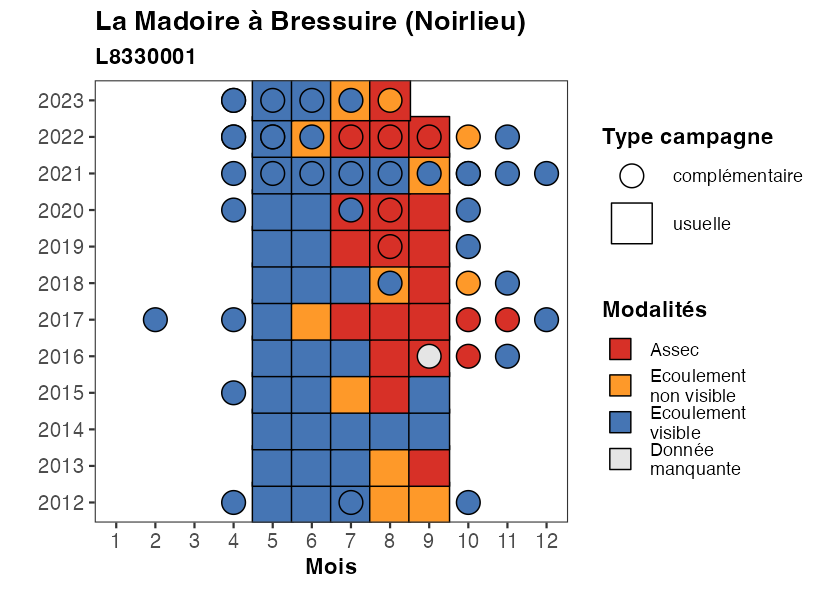 La Madoire à Bressuire (Noirlieu)
L8330001
2023
2022
2021
2020
2019
2018
2017
2016
2015
2014
2013
2012
1 2 3 4 5 6 7 8 9 10 11 12
Mois
Type campagne
complémentaire
usuelle
Modalités
Assec
Ecoulement
non visible
Ecoulement
visible
Donnée
manquante